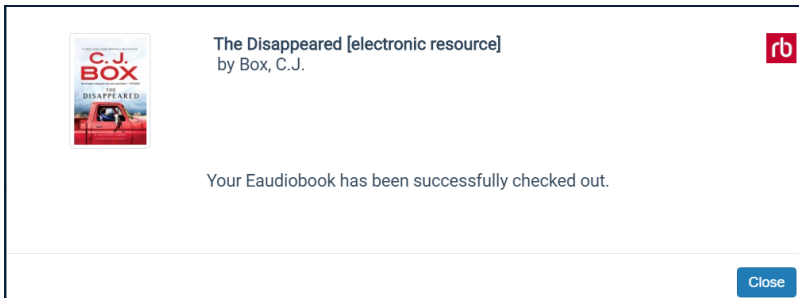 The Disappeared [electronic resource]
by Box, C.J.
rb
C. J.
BOX
THE
DISAPPEARED
Your Eaudiobook has been successfully checked out.
Close